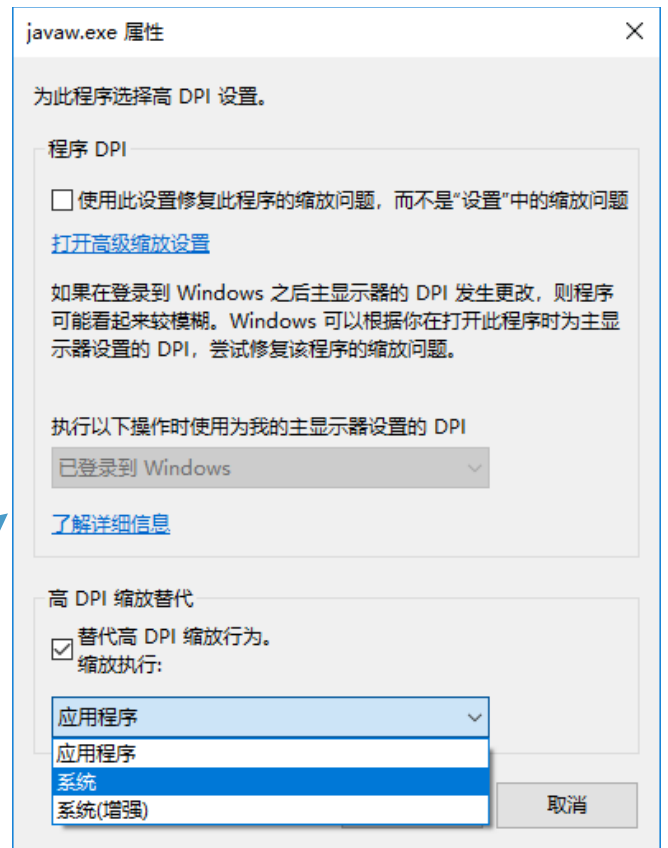 javaw.exe 属性
为此程序选择高 DPI 设置。
程序 DPI
使用此设置修复此程序的缩放问题，而不是“设置”中的缩放问题
打开高级缩放设置
如果在登录到 Windows 之后主显示器的 DPI 发生更改，则程序
可能看起来较模糊。Windows 可以根据你在打开此程序时为主显
示器设置的 DPI，尝试修复该程序的缩放问题。
执行以下操作时使用为我的主显示器设置的 DPI
已登录到 Windows
了解详细信息
高 DPI 缩放替代
替代高 DPI 缩放行为。
缩放执行:
应用程序
应用程序
系统
系统(增强)
取消